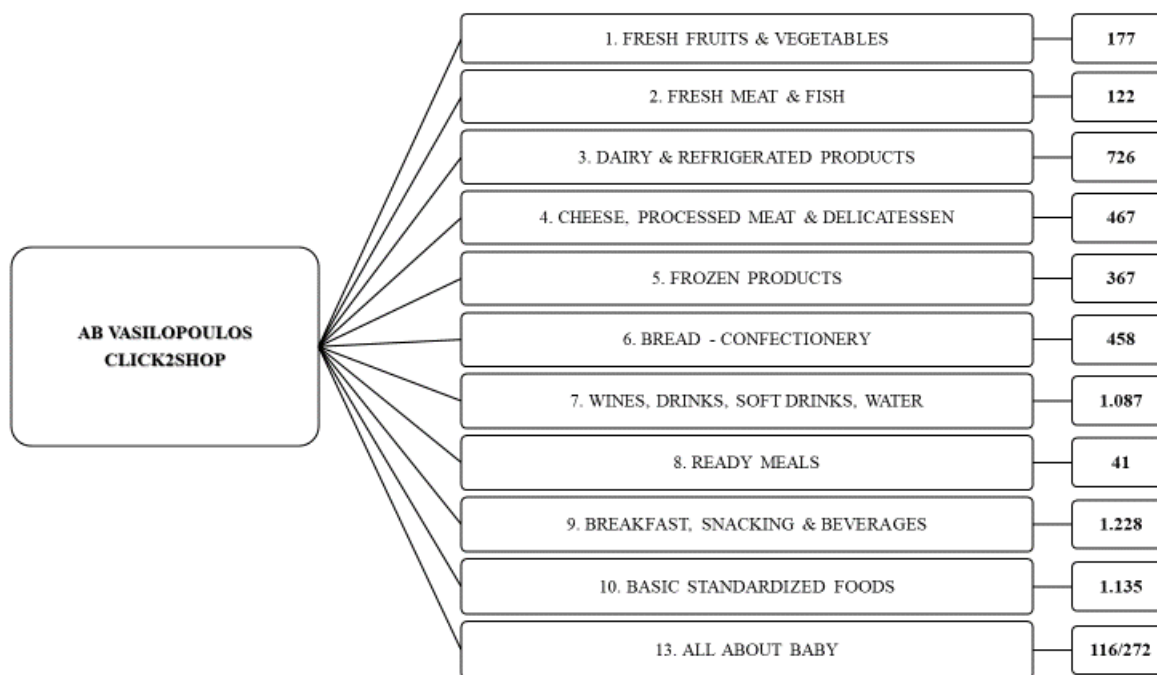 1. FRESH FRUITS & VEGETABLES 177
2. FRESH MEAT & FISH 122
3. DAIRY & REFRIGERATED PRODUCTS 726
4. CHEESE, PROCESSED MEAT & DELICATESSEN 467
5. FROZEN PRODUCTS 367
AB VASILOPOULOS
CLICK2SHOP
6. BREAD - CONFECTIONERY 458
7. WINES, DRINKS, SOFT DRINKS, WATER 1.087
8. READY MEALS 41
9. BREAKFAST, SNACKING & BEVERAGES 1.228
10. BASIC STANDARDIZED FOODS 1.135
13. ALL ABOUT BABY 116/272